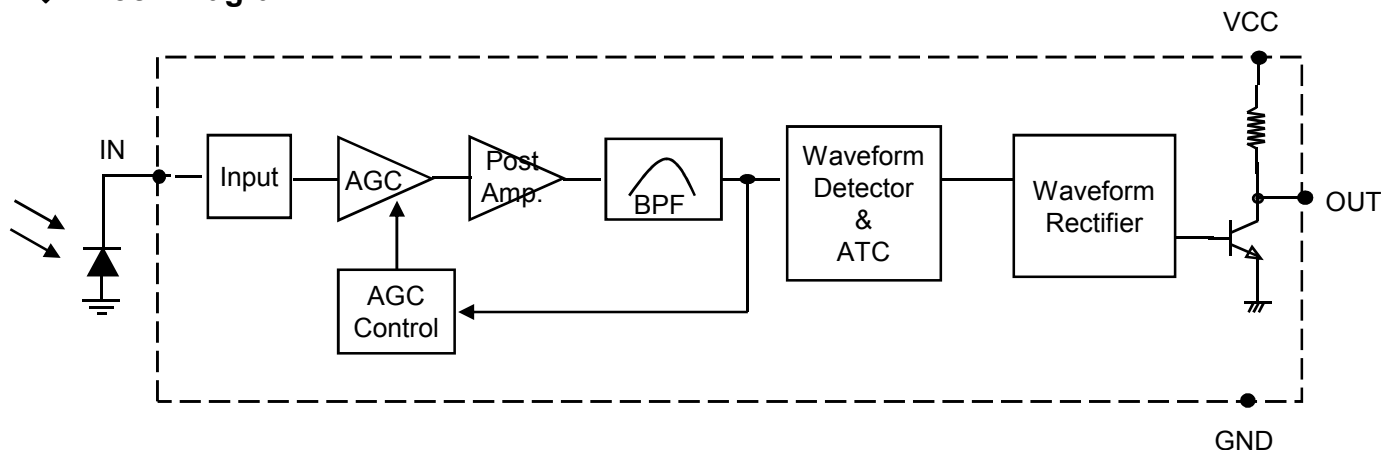 VCC
IN
Input
AGC
Post
Amp.
BPF
Waveform
Detector
&
ATC
Waveform
Rectifier
OUT
AGC
Control
GND